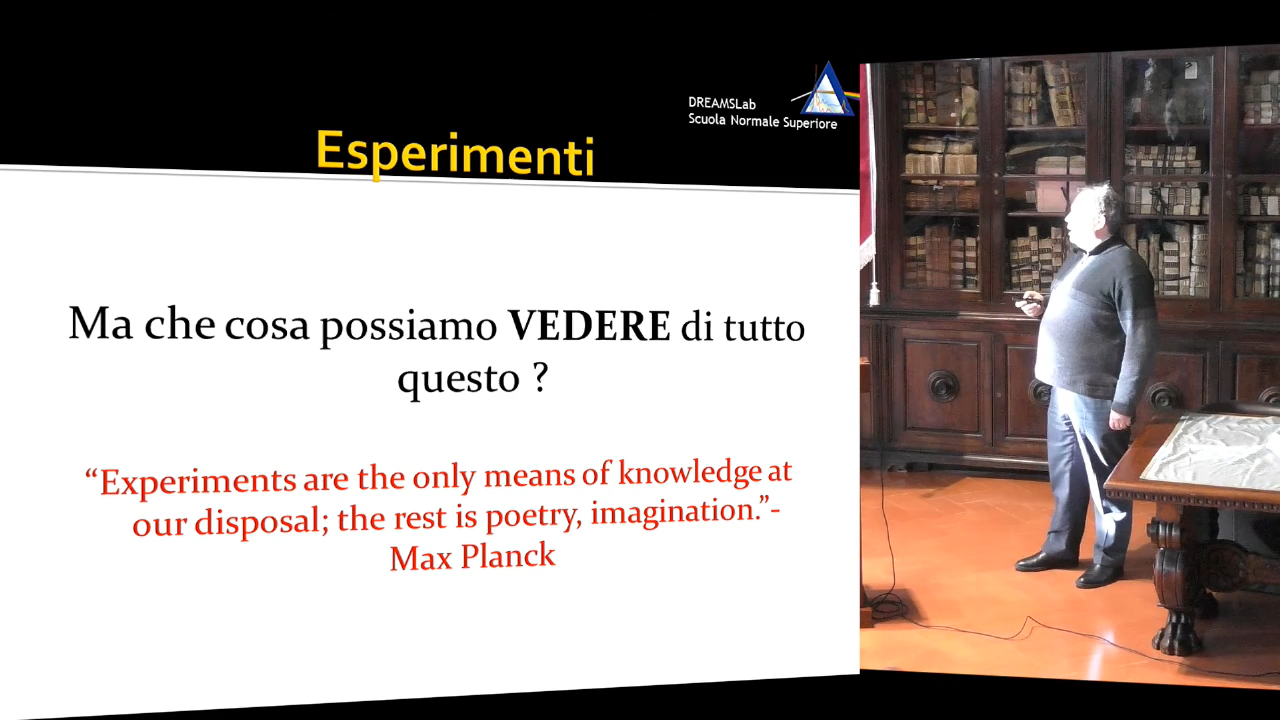 DREAMSLab
Scuola Normale Superiore
Esperimenti
Ma che cosa possiamo VEDERE di tutto
questo ?
“Experiments are the only means of knowledge at
our disposal; the rest is poetry, imagination.”-
Max Planck